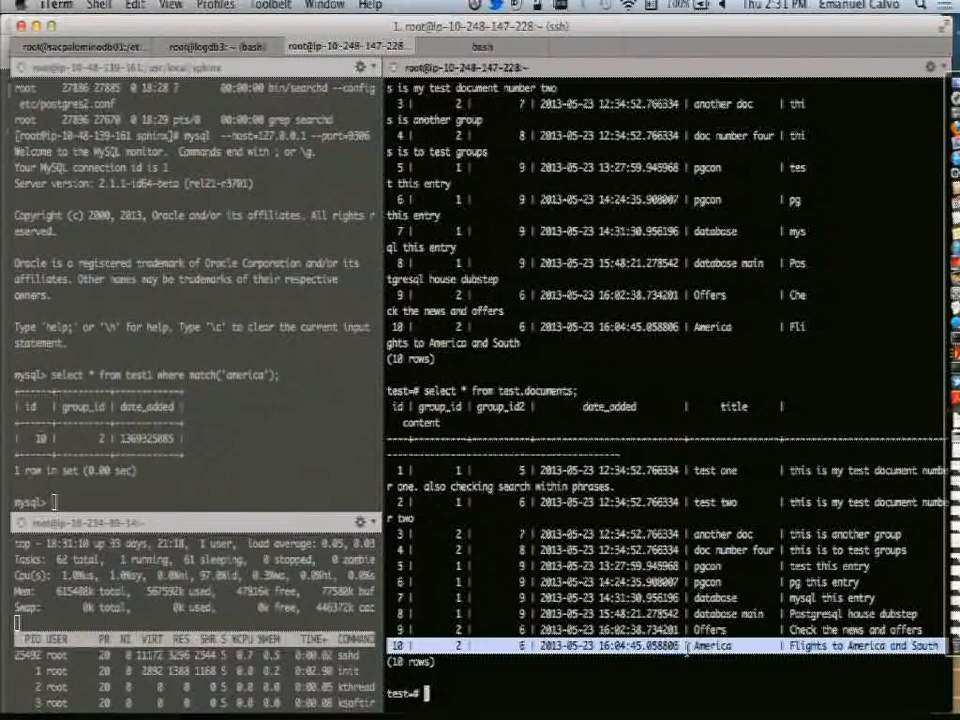 iTerm Shell Edit View Profiles Toolbelt Window Help 100% Thu 2:31 PM Emanuel Calvo
1. root@ip-10-248-147-228:~ (ssh)
root@sacpalominodb01:/et... root@logdb3: ~ (bash) root@ip-10-248-147-228... bash
root@ip-10-48-139-161:/usr/local/sphinx
root 27886 27885 0 18:28 ? 00:00:00 bin/searchd --config
etc/postgres2.conf
root 27896 27670 0 18:29 pts/0 00:00:00 grep searchd
[root@ip-10-48-139-161 sphinx]# mysql --host=127.0.0.1 --port=9306
Welcome to the MySQL monitor. Commands end with ; or \g.
Your MySQL connection id is 1
Server version: 2.1.1-id64-beta (rel21-r3701)
Copyright (c) 2000, 2013, Oracle and/or its affiliates. All rights r
eserved.
Oracle is a registered trademark of Oracle Corporation and/or its
affiliates. Other names may be trademarks of their respective
owners.
Type 'help;' or '\h' for help. Type '\c' to clear the current input
statement.
mysql> select * from test1 where match('america');
+------+----------+------------+
| id | group_id | date_added |
+------+----------+------------+
| 10 | 2 | 1369325085 |
+------+----------+------------+
1 row in set (0.00 sec)
mysql>
root@ip-10-234-89-14:~
top - 18:31:10 up 33 days, 21:18, 1 user, load average: 0.05, 0.03
Tasks: 62 total, 1 running, 61 sleeping, 0 stopped, 0 zombie
Cpu(s): 1.0%us, 1.0%sy, 0.0%ni, 97.0%id, 0.3%wa, 0.0%hi, 0.0%s
Mem: 615408k total, 567592k used, 47816k free, 77580k buf
Swap: 0k total, 0k used, 0k free, 446372k cac
PID USER PR NI VIRT RES SHR S %CPU %MEM TIME+ COMMAND
25492 root 20 0 11172 3296 2544 S 0.7 0.5 0:00.02 sshd
1 root 20 0 2892 1368 1168 S 0.0 0.2 0:00.01 init
2 root 20 0 0 0 0 S 0.0 0.0 0:00.05 kthread
3 root 20 0 0 0 0 S 0.0 0.0 0:00.03 ksoftir
root@ip-10-248-147-228:~
s is my test document number two
3 | 2 | 7 | 2013-05-23 12:34:52.766334 | another doc | thi
s is another group
4 | 2 | 8 | 2013-05-23 12:34:52.766334 | doc number four | thi
s is to test groups
5 | 1 | 9 | 2013-05-23 13:27:59.945968 | pgcon | tes
t this entry
6 | 1 | 9 | 2013-05-23 14:24:35.908007 | pgcon | pg
this entry
7 | 1 | 9 | 2013-05-23 14:31:30.956196 | database | mys
ql this entry
8 | 1 | 9 | 2013-05-23 15:48:21.278542 | database main | Pos
tgresql house dubstep
9 | 2 | 6 | 2013-05-23 16:02:38.734201 | Offers | Che
ck the news and offers
10 | 2 | 6 | 2013-05-23 16:04:45.058806 | America | Fli
ghts to America and South
(10 rows)
test=# select * from test.documents;
id | group_id | group_id2 | date_added | title |
content
1 | 1 | 5 | 2013-05-23 12:34:52.766334 | test one | this is my test document numbe
r one. also checking search within phrases.
2 | 1 | 6 | 2013-05-23 12:34:52.766334 | test two | this is my test document numbe
r two
3 | 2 | 7 | 2013-05-23 12:34:52.766334 | another doc | this is another group
4 | 2 | 8 | 2013-05-23 12:34:52.766334 | doc number four | this is to test groups
5 | 1 | 9 | 2013-05-23 13:27:59.945968 | pgcon | test this entry
6 | 1 | 9 | 2013-05-23 14:24:35.908007 | pgcon | pg this entry
7 | 1 | 9 | 2013-05-23 14:31:30.956196 | database | mysql this entry
8 | 1 | 9 | 2013-05-23 15:48:21.278542 | database main | Postgresql house dubstep
9 | 2 | 6 | 2013-05-23 16:02:38.734201 | Offers | Check the news and offers
10 | 2 | 6 | 2013-05-23 16:04:45.058806 | America | Flights to America and South
(10 rows)
test=#